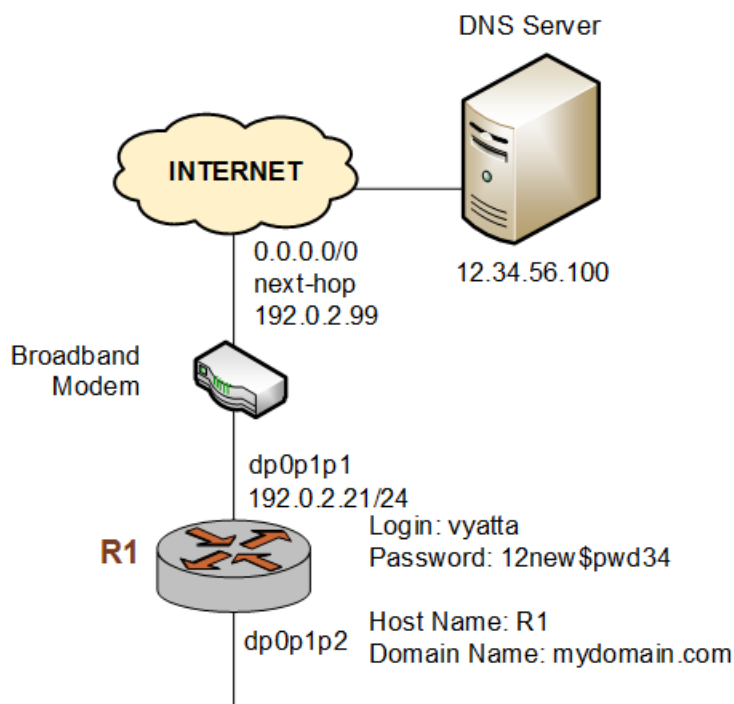 DNS Server
INTERNET
12.34.56.100
0.0.0.0/0
next-hop
192.0.2.99
Broadband
Modem
dp0p1p1
192.0.2.21/24
R1
Login: vyatta
Password: 12new$pwd34
Host Name: R1
Domain Name: mydomain.com
dp0p1p2